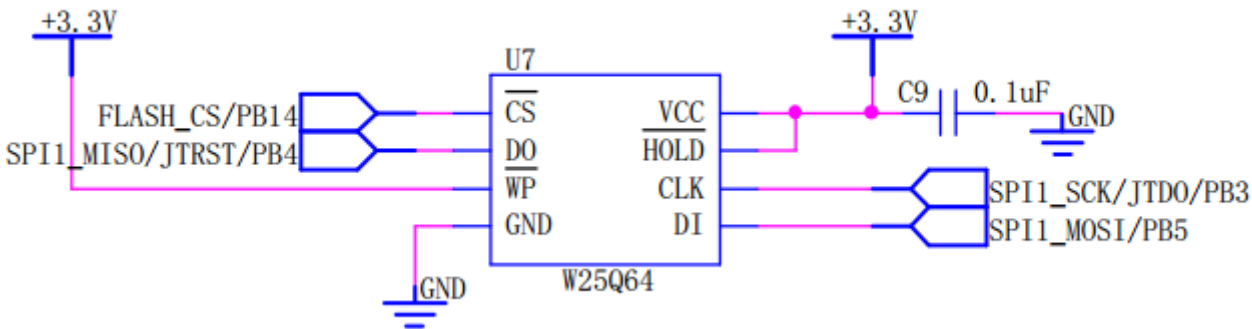 +3.3V
+3.3V
U7
FLASH_CS/PB14
CS
VCC
C9
0.1uF
GND
SPI1_MISO/JTRST/PB4
DO
HOLD
WP
CLK
SPI1_SCK/JTDO/PB3
GND
DI
SPI1_MOSI/PB5
GND
W25Q64